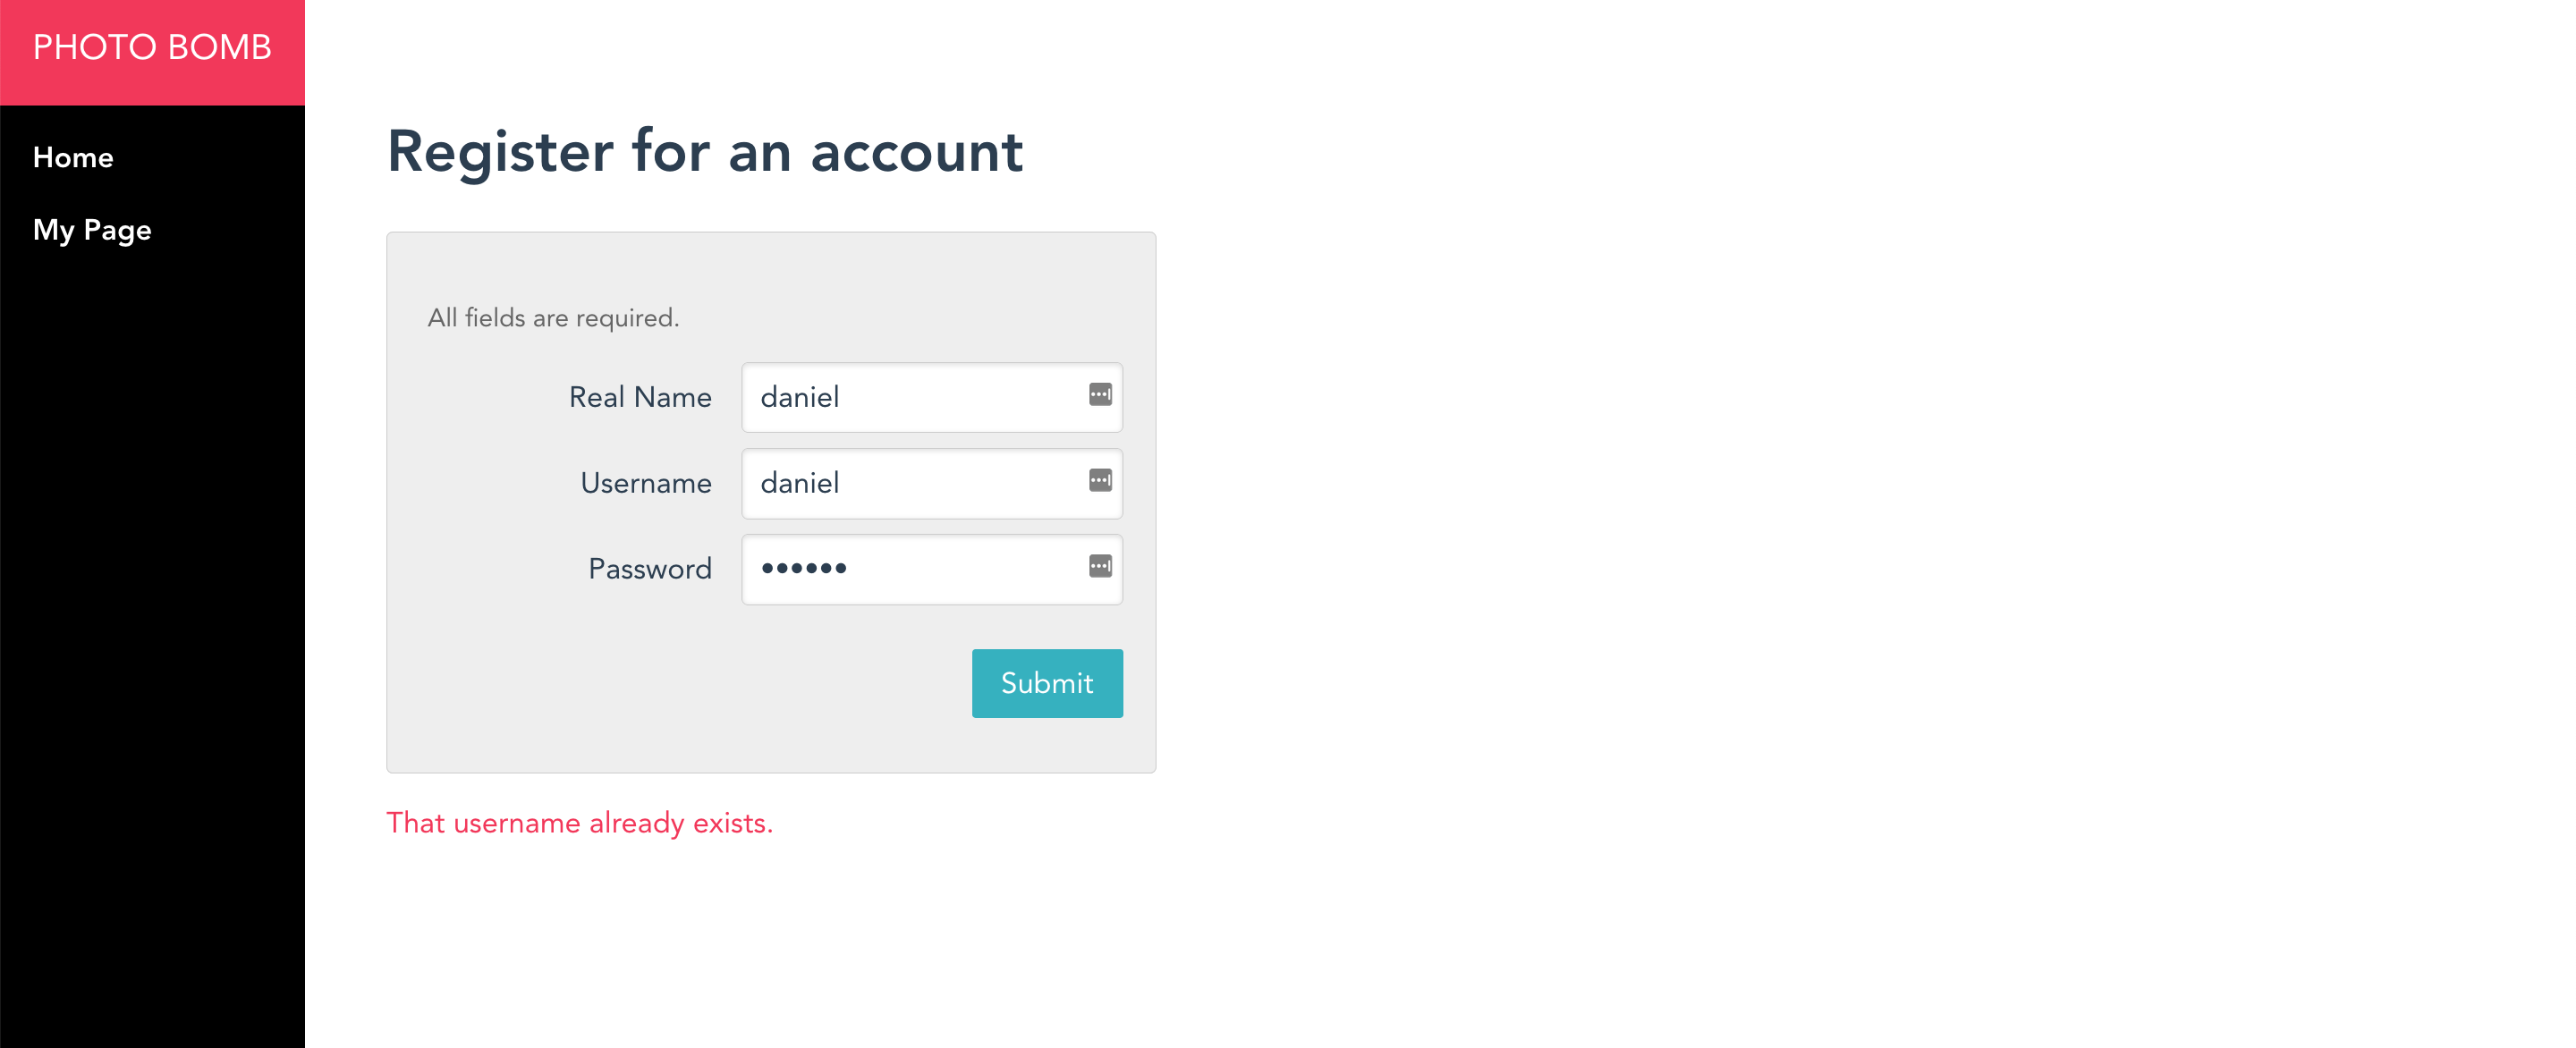 PHOTO BOMB
Home
My Page
Register for an account
All fields are required.
Real Name daniel
Username daniel
Password ••••••
Submit
That username already exists.